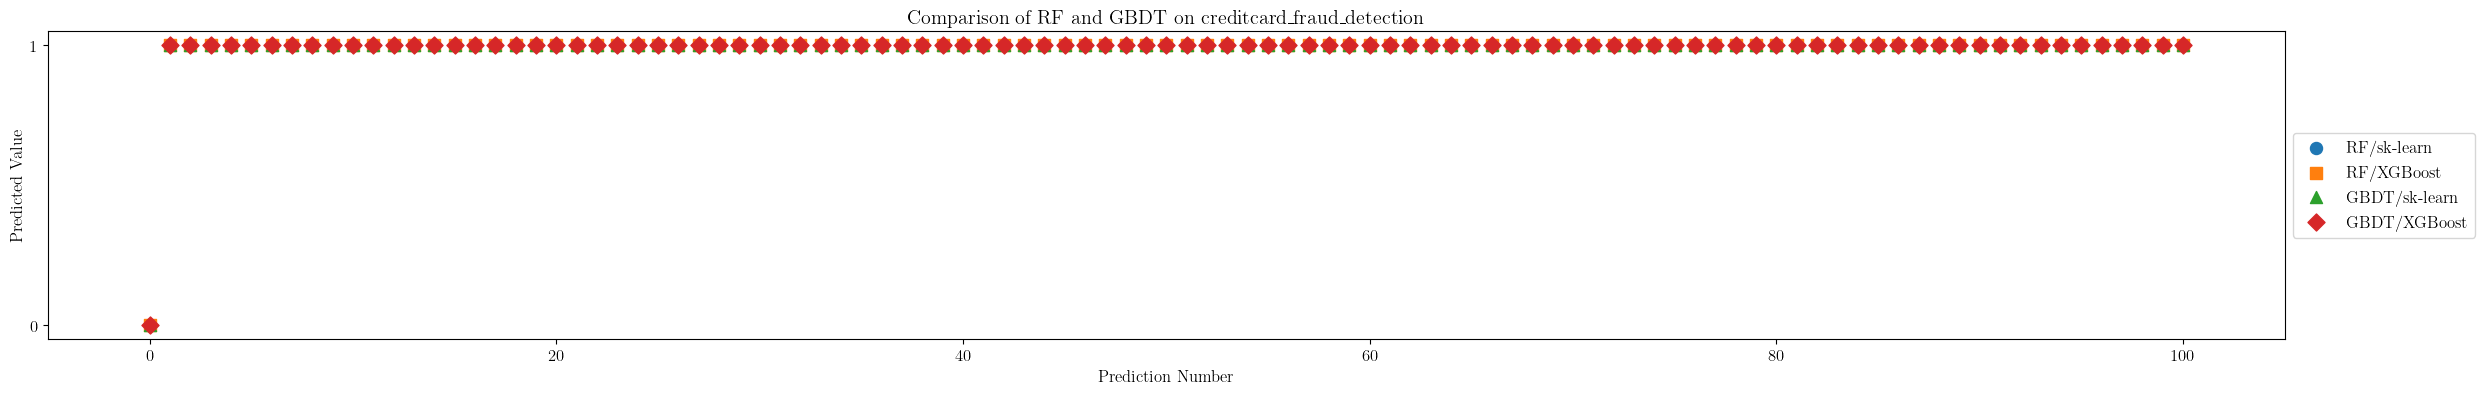 Comparison of RF and GBDT on creditcard_fraud_detection
1
0
Predicted Value
0 20 40 60 80 100
Prediction Number
RF/sk-learn
RF/XGBoost
GBDT/sk-learn
GBDT/XGBoost